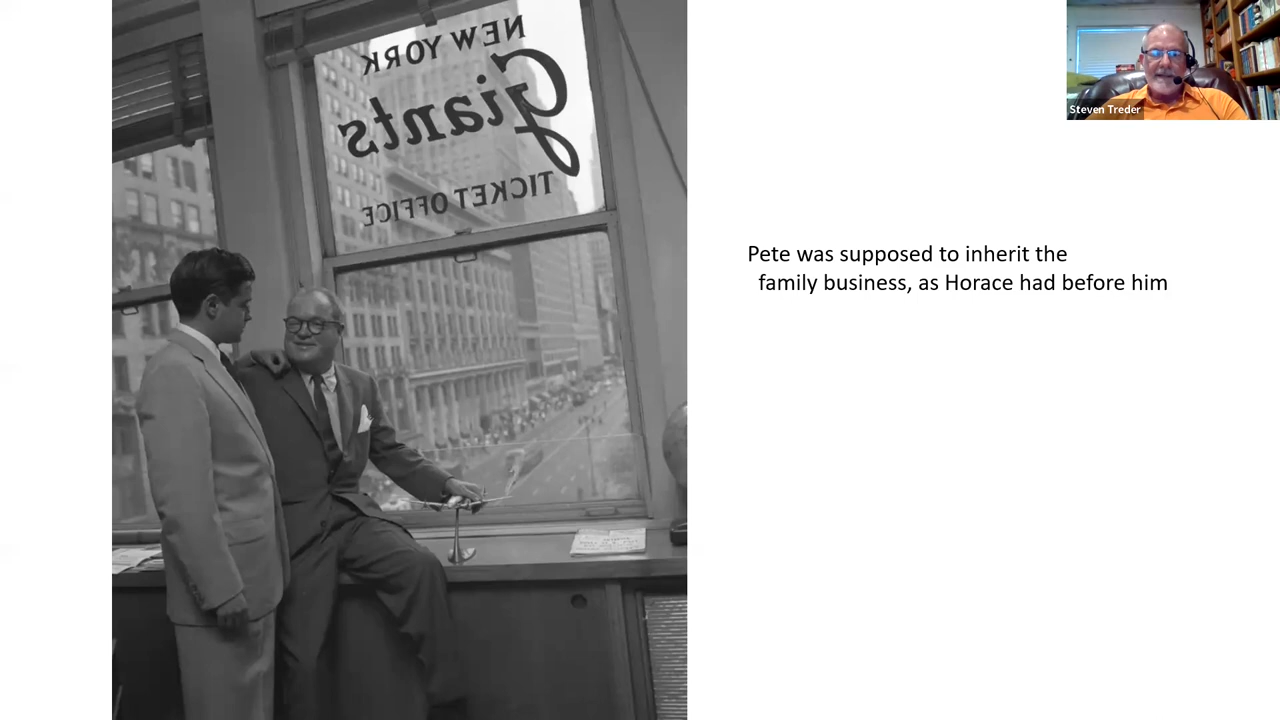 NEW YORK
Giants
TICKET OFFICE
Steven Treder
Pete was supposed to inherit the
family business, as Horace had before him